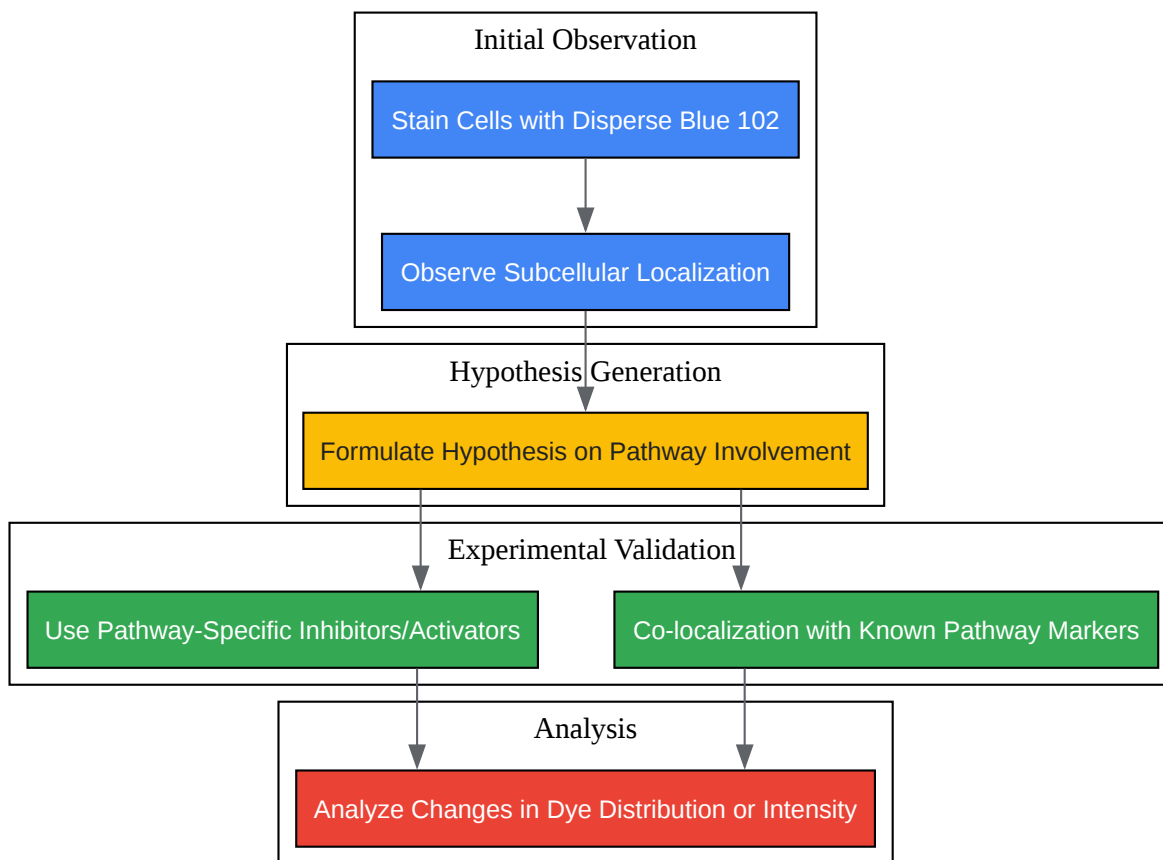 Initial Observation
Stain Cells with Disperse Blue 102
Observe Subcellular Localization
Hypothesis Generation
Formulate Hypothesis on Pathway Involvement
Experimental Validation
Use Pathway-Specific Inhibitors/Activators
Co-localization with Known Pathway Markers
Analysis
Analyze Changes in Dye Distribution or Intensity